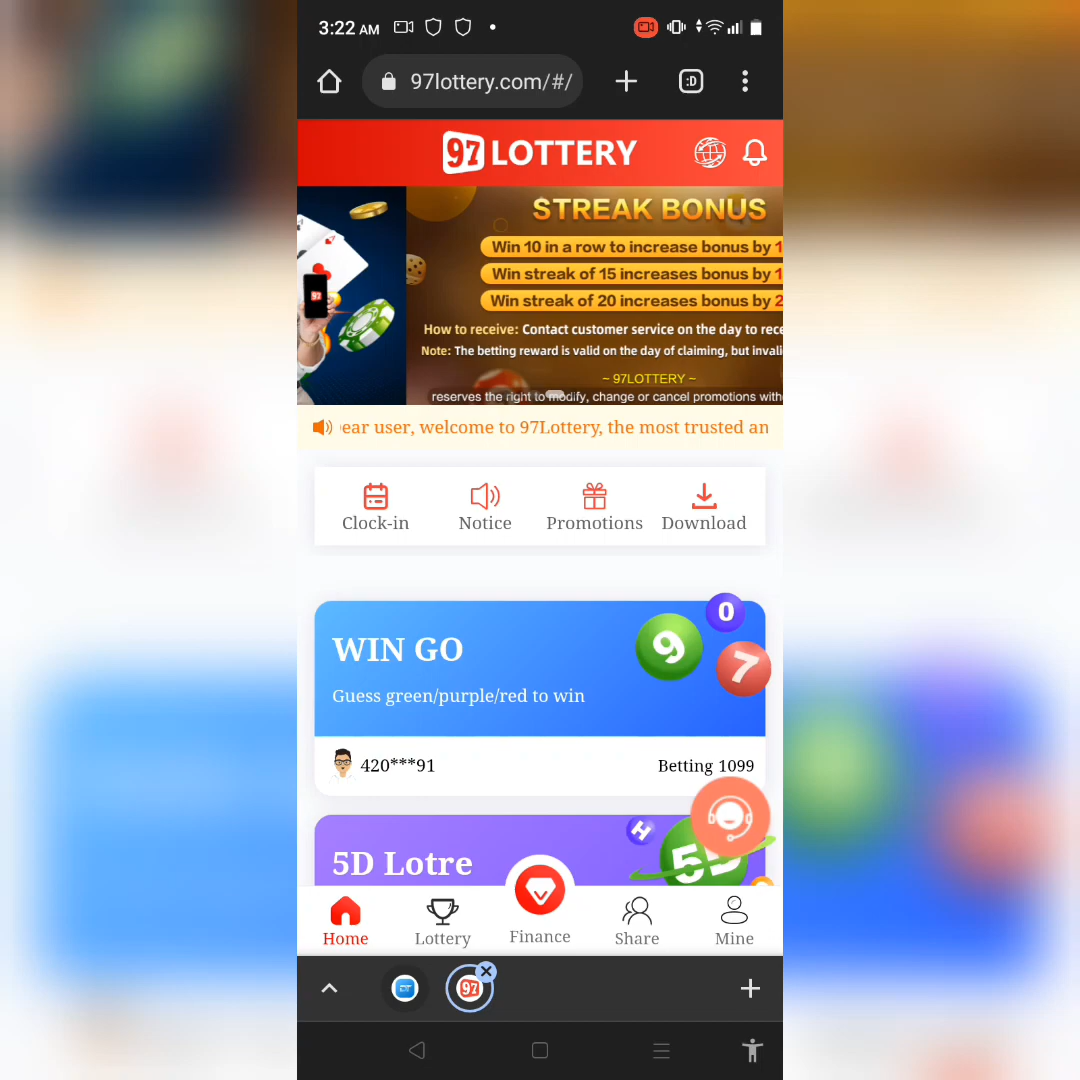 3:22 AM
97lottery.com/#/
:D
97 LOTTERY
STREAK BONUS
Win 10 in a row to increase bonus by 1
Win streak of 15 increases bonus by 1
Win streak of 20 increases bonus by 2
How to receive: Contact customer service on the day to rece
Note: The betting reward is valid on the day of claiming, but invali
~ 97LOTTERY ~
reserves the right to modify, change or cancel promotions with
97
ear user, welcome to 97Lottery, the most trusted an
Clock-in
Notice
Promotions
Download
WIN GO
9
0
7
Guess green/purple/red to win
420***91
Betting 1099
5D Lotre
H
5D
Home
Lottery
Finance
Share
Mine
97